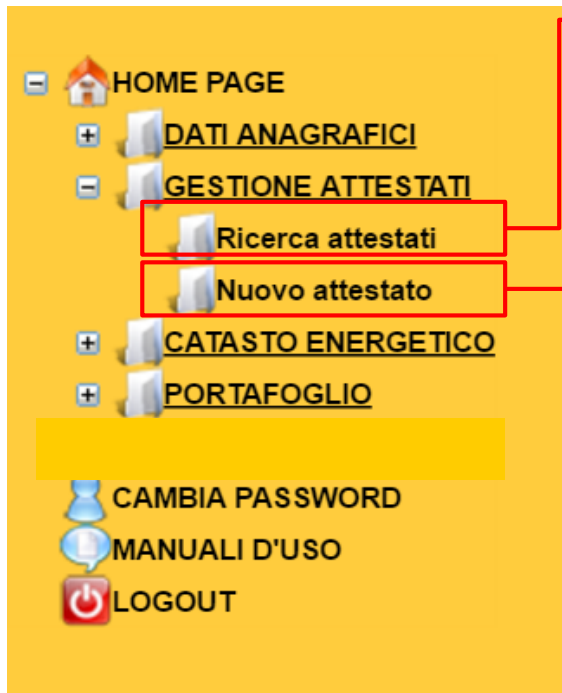 HOME PAGE
DATI ANAGRAFICI
GESTIONE ATTESTATI
Ricerca attestati
Nuovo attestato
CATASTO ENERGETICO
PORTAFOGLIO
CAMBIA PASSWORD
MANUALI D'USO
LOGOUT